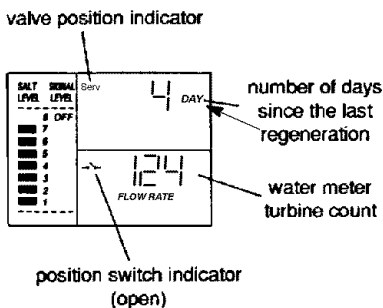 valve position indicator
SALT LEVEL SIGNAL LEVEL
Serv
4 DAY
8 OFF
7
6
5
4
3
2
1
124
FLOW RATE
number of days
since the last
regeneration
water meter
turbine count
position switch indicator
(open)